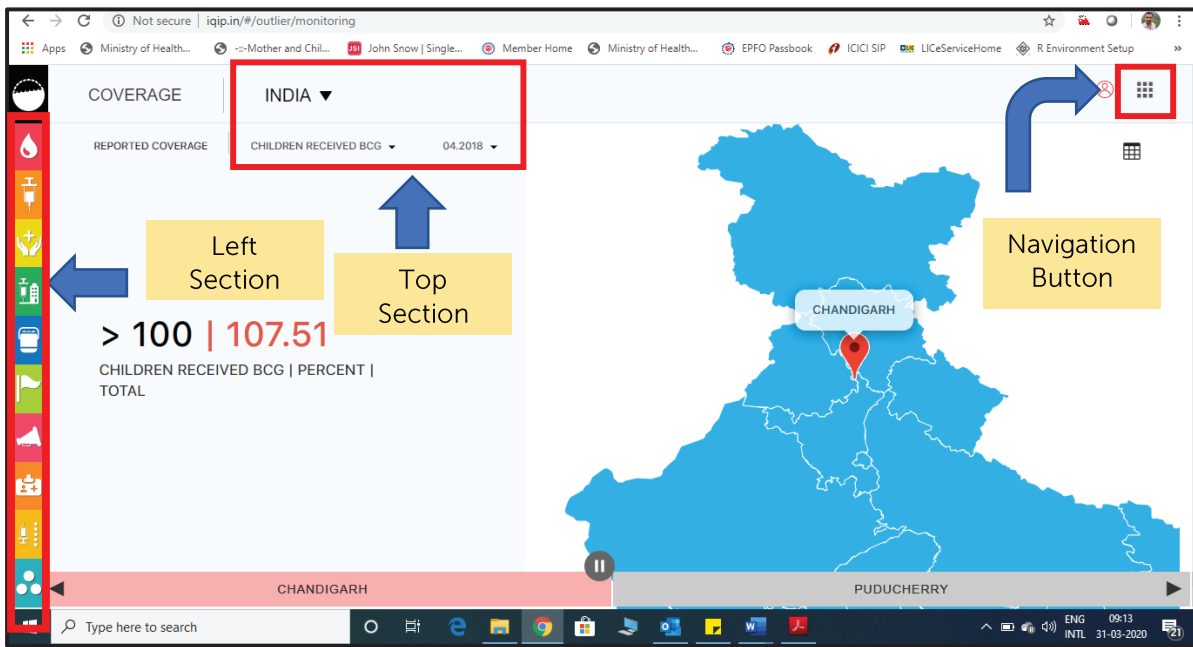 Not secure | iqip.in/#/outlier/monitoring
Apps Ministry of Health... -::-Mother and Chil... JSI John Snow | Single... Member Home Ministry of Health... EPFO Passbook ICICI SIP LICeServiceHome R Environment Setup »
COVERAGE INDIA ▼
REPORTED COVERAGE CHILDREN RECEIVED BCG 04.2018
Left
Section
Top
Section
Navigation
Button
CHANDIGARH
> 100 | 107.51
CHILDREN RECEIVED BCG | PERCENT |
TOTAL
CHANDIGARH PUDUCHERRY
Type here to search
ENG 09:13
INTL 31-03-2020 21